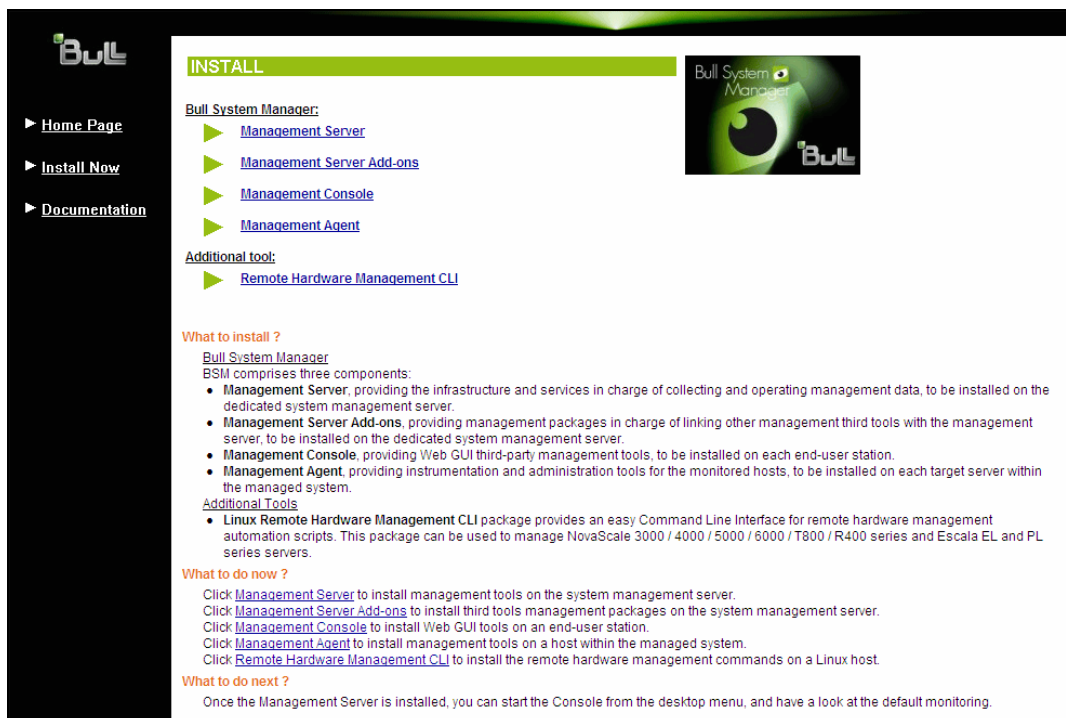 Bull
Home Page
Install Now
Documentation
INSTALL
Bull System
Manager
Bull
Bull System Manager:
Management Server
Management Server Add-ons
Management Console
Management Agent
Additional tool:
Remote Hardware Management CLI
What to install ?
Bull System Manager
BSM comprises three components:
• Management Server, providing the infrastructure and services in charge of collecting and operating management data, to be installed on the
dedicated system management server.
• Management Server Add-ons, providing management packages in charge of linking other management third tools with the management
server, to be installed on the dedicated system management server.
• Management Console, providing Web GUI third-party management tools, to be installed on each end-user station.
• Management Agent, providing instrumentation and administration tools for the monitored hosts, to be installed on each target server within
the managed system.
Additional Tools
• Linux Remote Hardware Management CLI package provides an easy Command Line Interface for remote hardware management
automation scripts. This package can be used to manage NovaScale 3000 / 4000 / 5000 / 6000 / T800 / R400 series and Escala EL and PL
series servers.
What to do now ?
Click Management Server to install management tools on the system management server.
Click Management Server Add-ons to install third tools management packages on the system management server.
Click Management Console to install Web GUI tools on an end-user station.
Click Management Agent to install management tools on a host within the managed system.
Click Remote Hardware Management CLI to install the remote hardware management commands on a Linux host.
What to do next ?
Once the Management Server is installed, you can start the Console from the desktop menu, and have a look at the default monitoring.